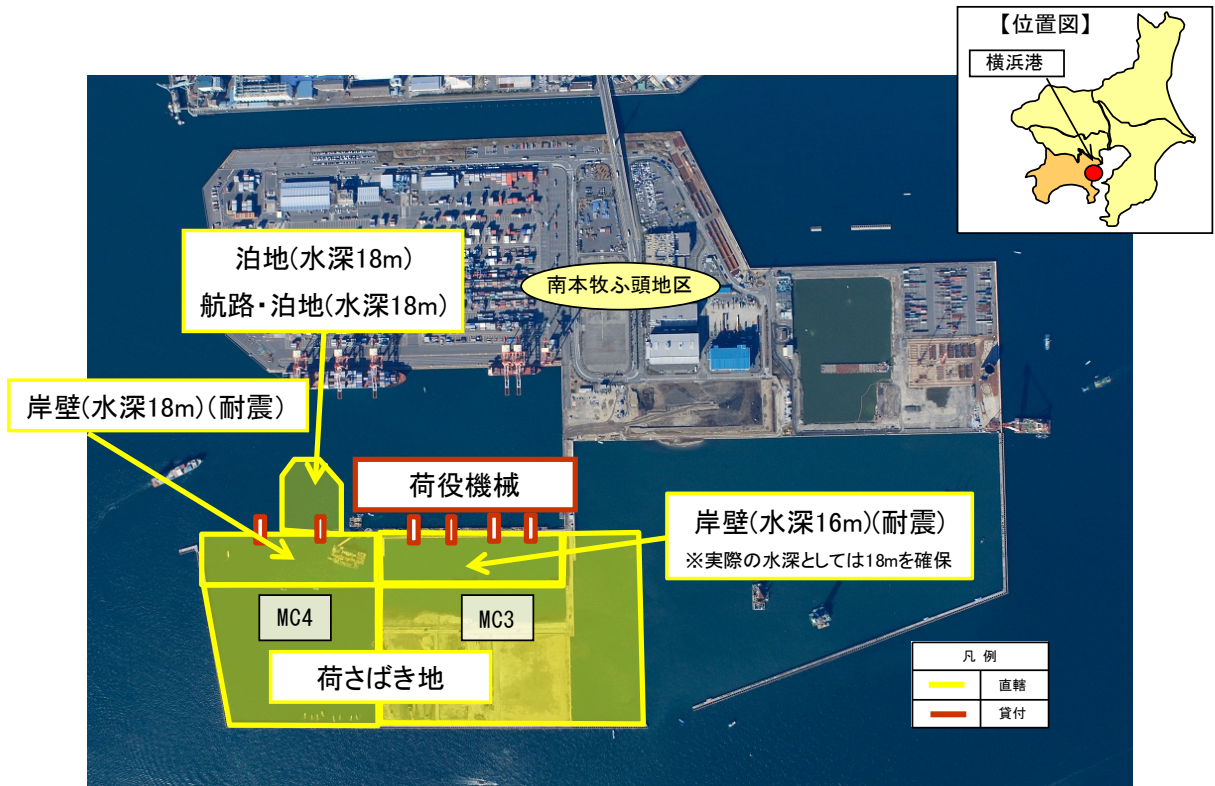 【位置図】
横浜港
泊地(水深18m)
航路・泊地(水深18m)
南本牧ふ頭地区
岸壁(水深18m)(耐震)
荷役機械
岸壁(水深16m)(耐震)
※実際の水深としては18mを確保
MC4
MC3
荷さばき地
凡 例
直轄
貸付